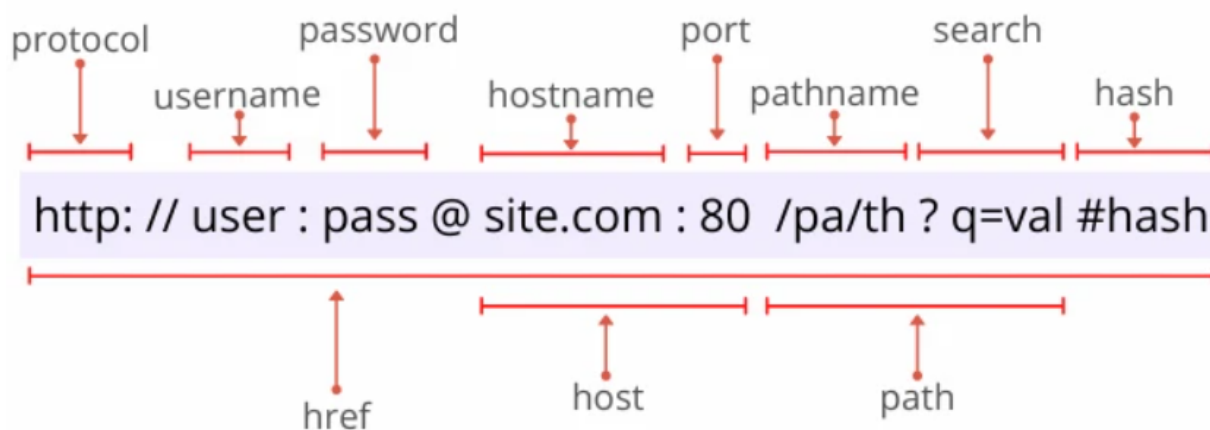 protocol password port search
username hostname pathname hash
http: // user : pass @ site.com : 80 /pa/th ? q=val #hash
host path
href